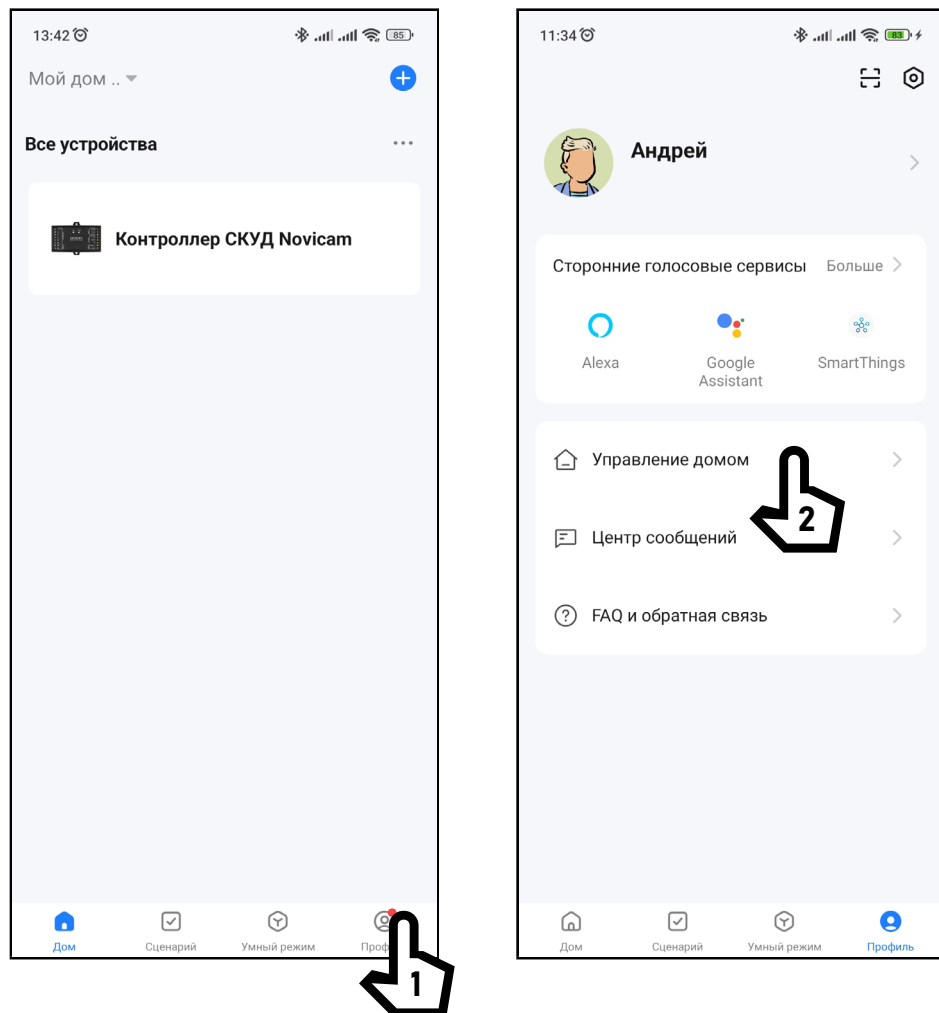 13:42
85
Мой дом ..
Все устройства
Контроллер СКУД Novicam
Дом
Сценарий
Умный режим
1
11:34
83
Андрей
Сторонние голосовые сервисы
Больше
Alexa
Google
Assistant
SmartThings
Управление домом
2
Центр сообщений
FAQ и обратная связь
Дом
Сценарий
Умный режим
Профиль